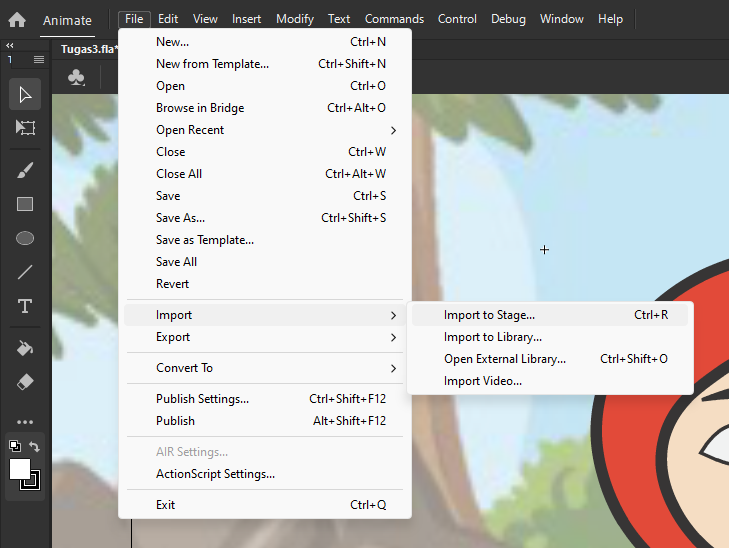 Animate File Edit View Insert Modify Text Commands Control Debug Window Help
Tugas3.fla*
1
New... Ctrl+N
New from Template... Ctrl+Shift+N
Open Ctrl+O
Browse in Bridge Ctrl+Alt+O
Open Recent
Close Ctrl+W
Close All Ctrl+Alt+W
Save Ctrl+S
Save As... Ctrl+Shift+S
Save as Template...
Save All
Revert
Import
Export
Convert To
Publish Settings... Ctrl+Shift+F12
Publish Alt+Shift+F12
AIR Settings...
ActionScript Settings...
Exit Ctrl+Q
Import to Stage... Ctrl+R
Import to Library...
Open External Library... Ctrl+Shift+O
Import Video...